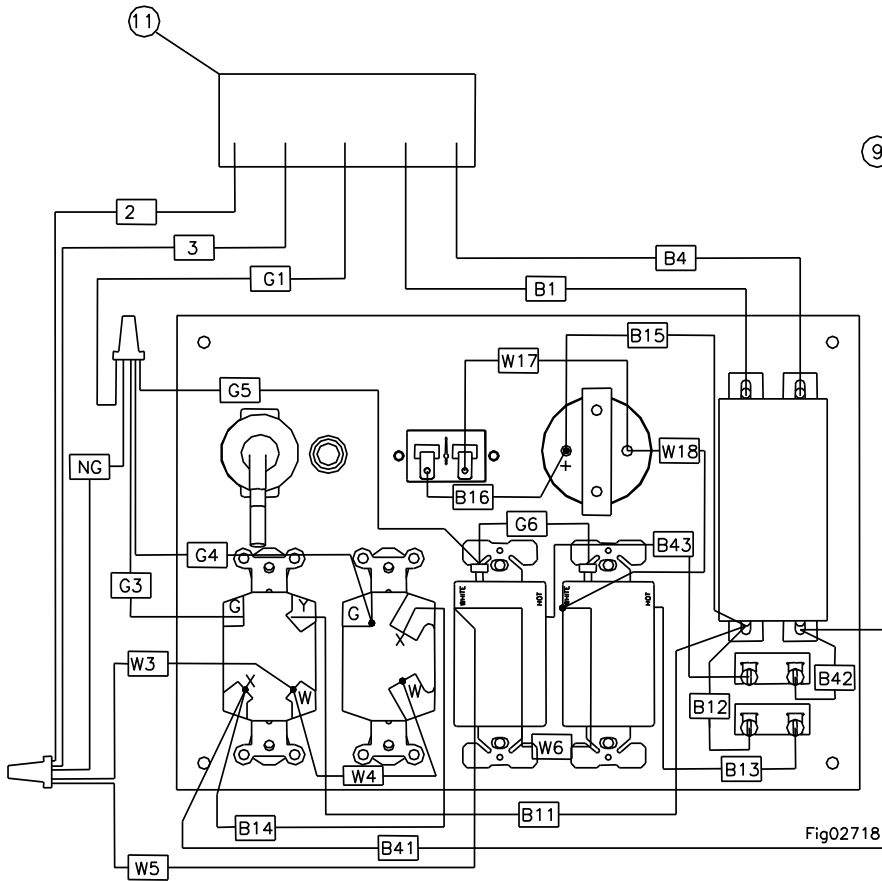 11
9
2
3
G1
B4
B1
B15
W17
G5
W18
NG
+
B16
G6
B43
G4
G3
G
Y
G
WHITE
HOT
WHITE
HOT
X
W3
X
W
W
B42
B12
W6
W4
B13
B11
B14
Fig02718
B41
W5